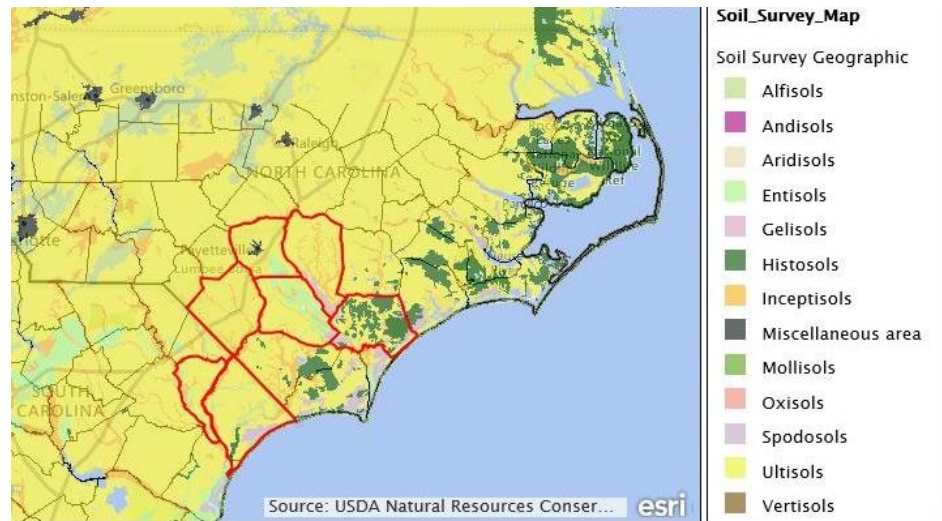 Soil_Survey_Map
Soil Survey Geographic
Alfisols
Andisols
Aridisols
Entisols
Gelisols
Histosols
Inceptisols
Miscellaneous area
Mollisols
Oxisols
Spodosols
Ultisols
Vertisols
Greensboro
Raleigh
NORTH CAROLINA
Fayetteville
SOUTH
CAROLINA
Source: USDA Natural Resources Conser...
esri